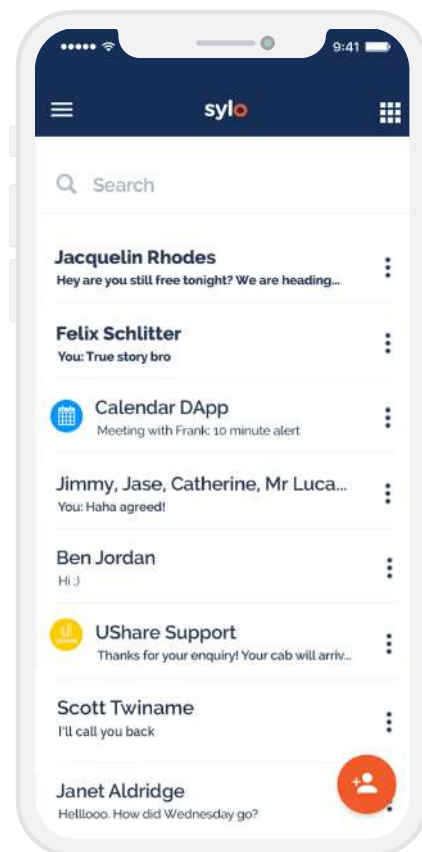 9:41
sylo
Search
Jacquelin Rhodes
Hey are you still free tonight? We are heading...
Felix Schlitter
You: True story bro
Calendar DApp
Meeting with Frank: 10 minute alert
Jimmy, Jase, Catherine, Mr Luca...
You: Haha agreed!
Ben Jordan
Hi :)
UShare Support
Thanks for your enquiry! Your cab will arriv...
Scott Twiname
I'll call you back
Janet Aldridge
Helllooo. How did Wednesday go?